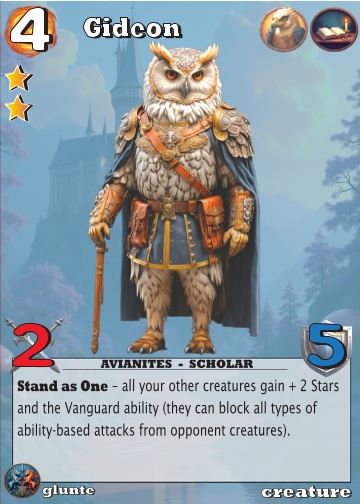 4 Gideon
2 5
AVIANITES - SCHOLAR
Stand as One – all your other creatures gain + 2 Stars
and the Vanguard ability (they can block all types of
ability-based attacks from opponent creatures).
glunte creature